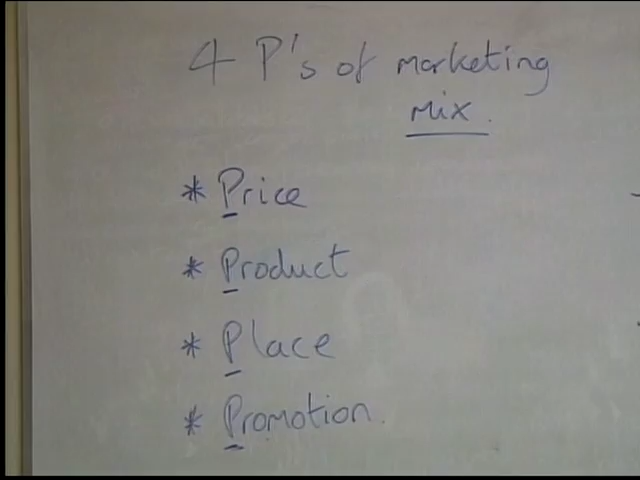 4 P's of marketing
mix.
* Price
* Product
* Place
* Promotion.